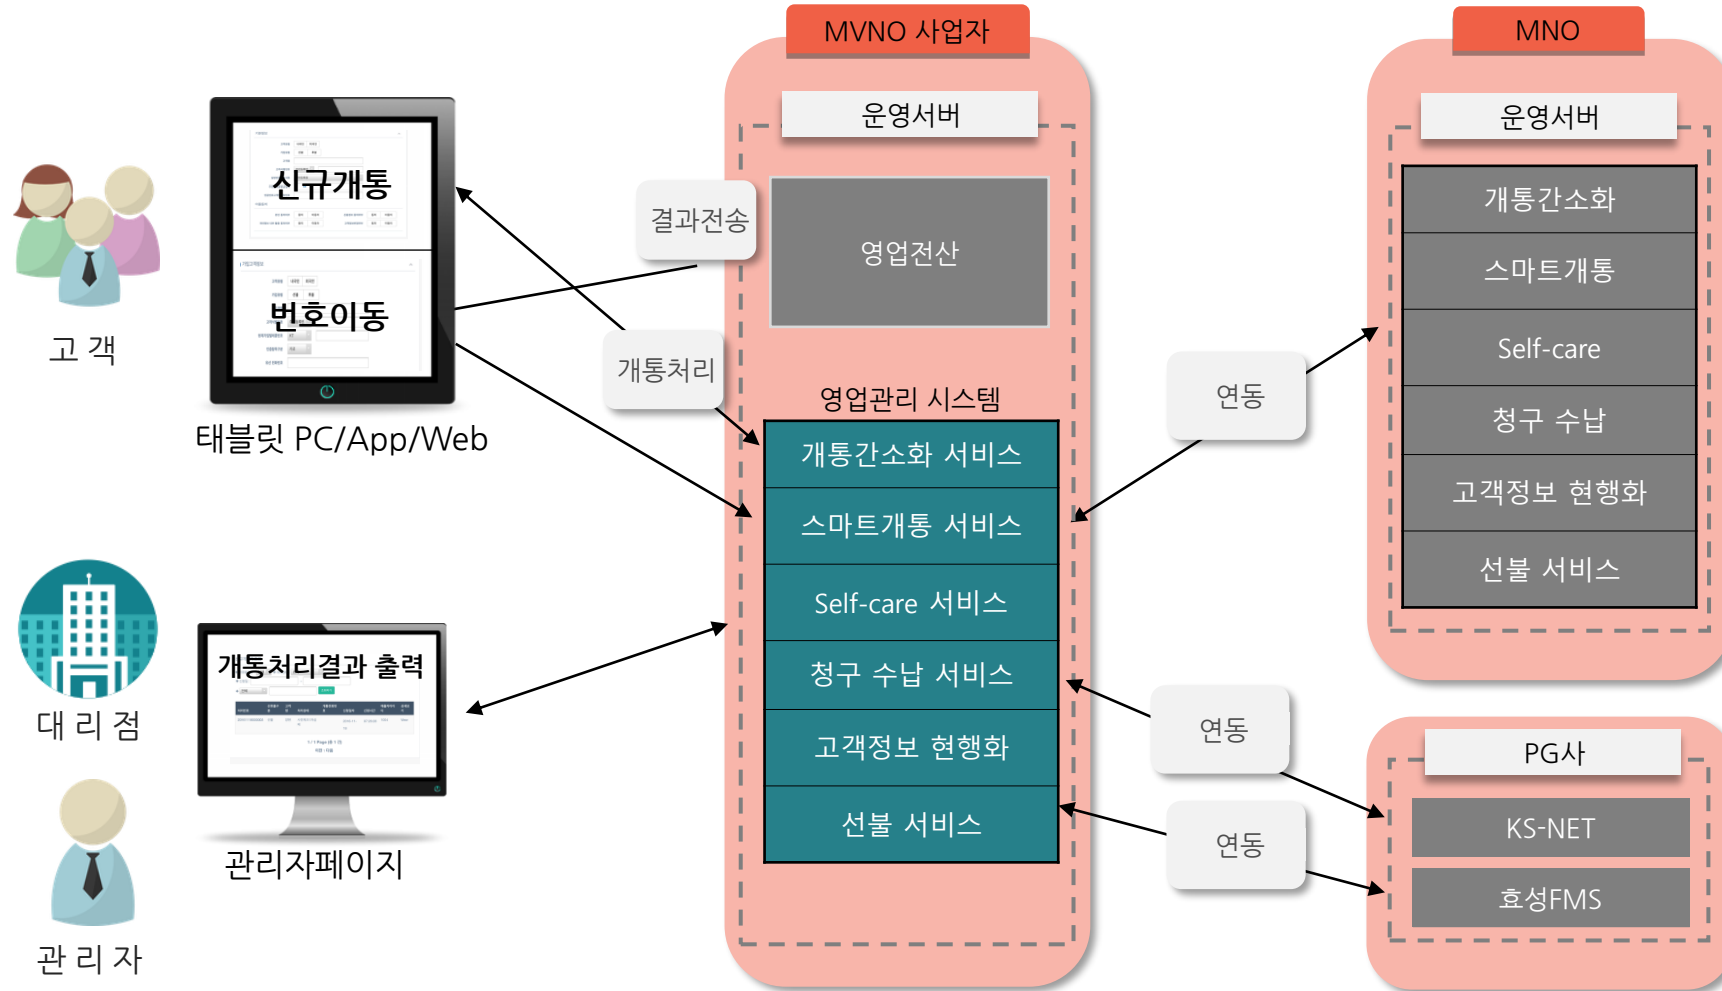 MVNO 사업자
MNO
운영서버
운영서버
신규개통
번호이동
고 객
태블릿 PC/App/Web
결과전송
개통처리
영업전산
영업관리 시스템
개통간소화 서비스
스마트개통 서비스
Self-care 서비스
청구 수납 서비스
고객정보 현행화
선불 서비스
연동
개통간소화
스마트개통
Self-care
청구 수납
고객정보 현행화
선불 서비스
대 리 점
개통처리결과 출력
관리자페이지
관 리 자
연동
연동
PG사
KS-NET
효성FMS